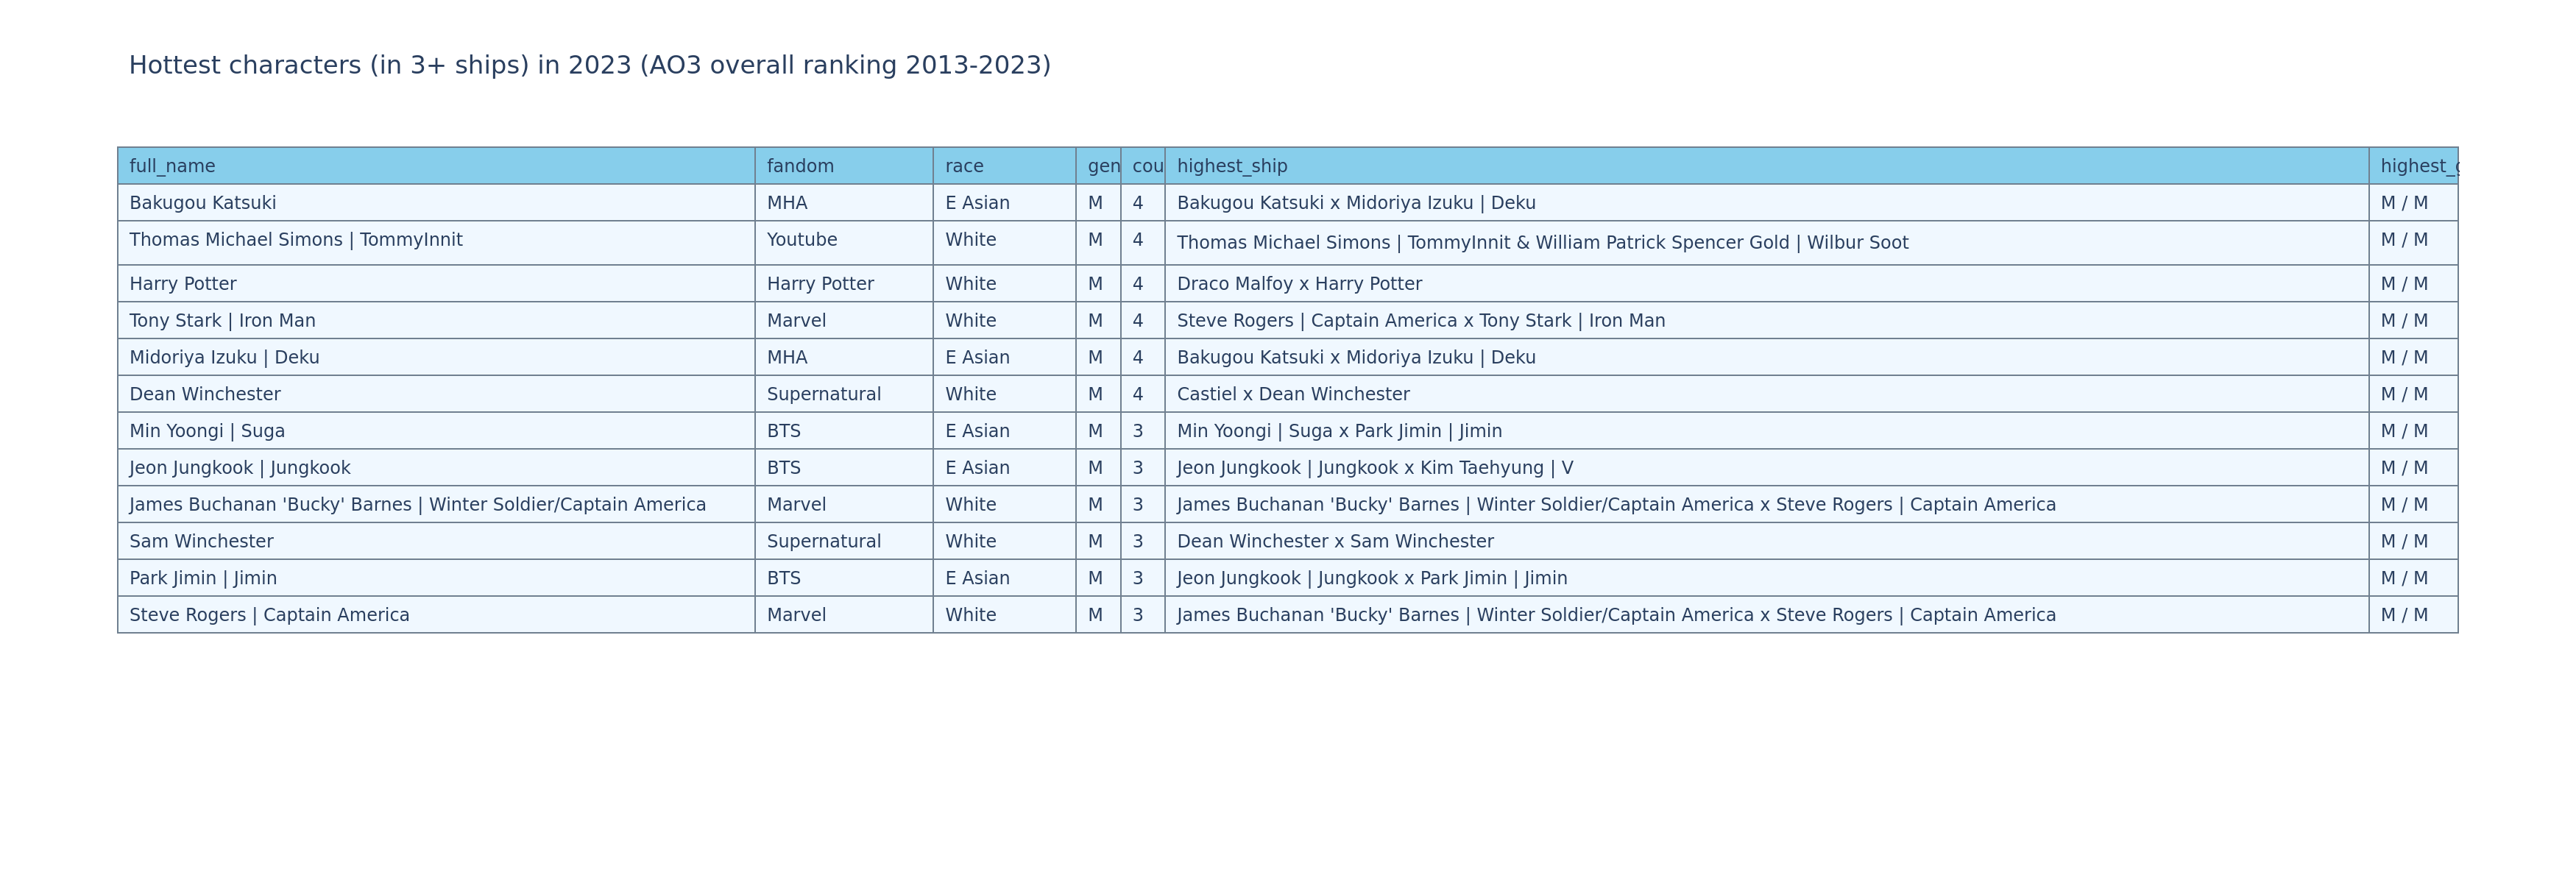 Hottest characters (in 3+ ships) in 2023 (AO3 overall ranking 2013-2023)
full_name fandom race gen cou highest_ship highest_g
Bakugou Katsuki MHA E Asian M 4 Bakugou Katsuki x Midoriya Izuku | Deku M / M
Thomas Michael Simons | TommyInnit Youtube White M 4 Thomas Michael Simons | TommyInnit & William Patrick Spencer Gold | Wilbur Soot M / M
Harry Potter Harry Potter White M 4 Draco Malfoy x Harry Potter M / M
Tony Stark | Iron Man Marvel White M 4 Steve Rogers | Captain America x Tony Stark | Iron Man M / M
Midoriya Izuku | Deku MHA E Asian M 4 Bakugou Katsuki x Midoriya Izuku | Deku M / M
Dean Winchester Supernatural White M 4 Castiel x Dean Winchester M / M
Min Yoongi | Suga BTS E Asian M 3 Min Yoongi | Suga x Park Jimin | Jimin M / M
Jeon Jungkook | Jungkook BTS E Asian M 3 Jeon Jungkook | Jungkook x Kim Taehyung | V M / M
James Buchanan 'Bucky' Barnes | Winter Soldier/Captain America Marvel White M 3 James Buchanan 'Bucky' Barnes | Winter Soldier/Captain America x Steve Rogers | Captain America M / M
Sam Winchester Supernatural White M 3 Dean Winchester x Sam Winchester M / M
Park Jimin | Jimin BTS E Asian M 3 Jeon Jungkook | Jungkook x Park Jimin | Jimin M / M
Steve Rogers | Captain America Marvel White M 3 James Buchanan 'Bucky' Barnes | Winter Soldier/Captain America x Steve Rogers | Captain America M / M